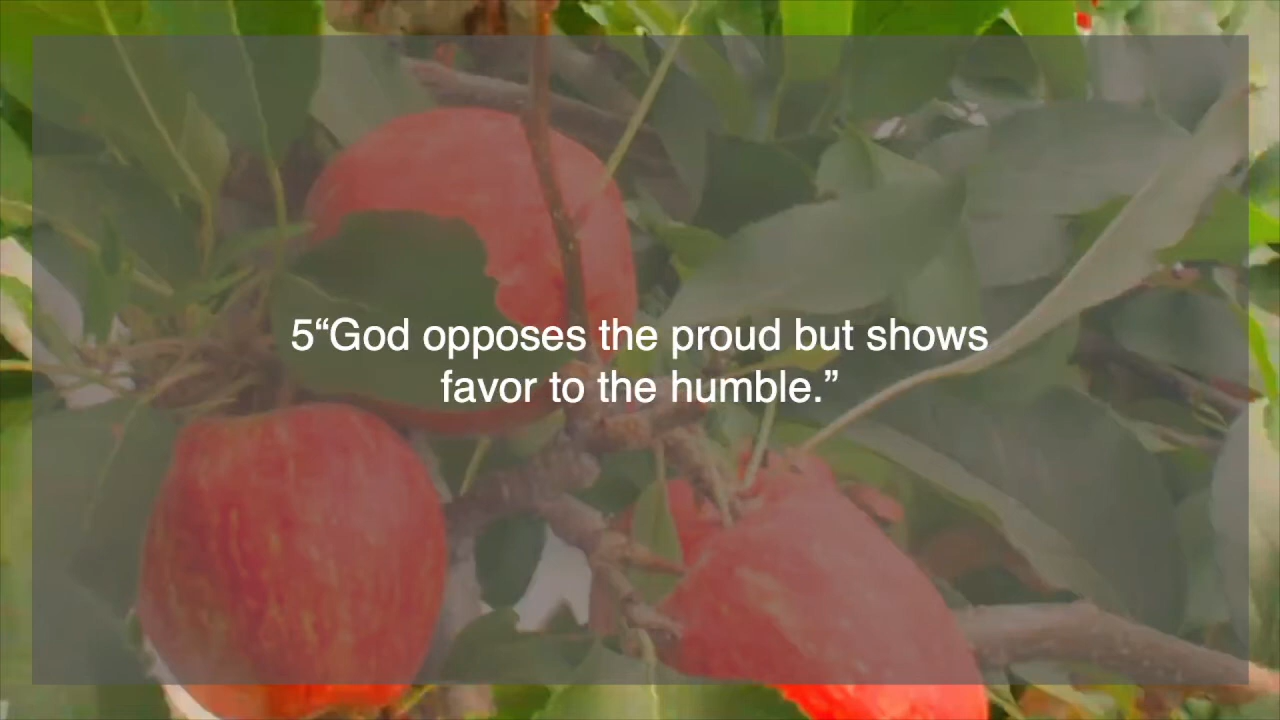 5“God opposes the proud but shows
favor to the humble.”